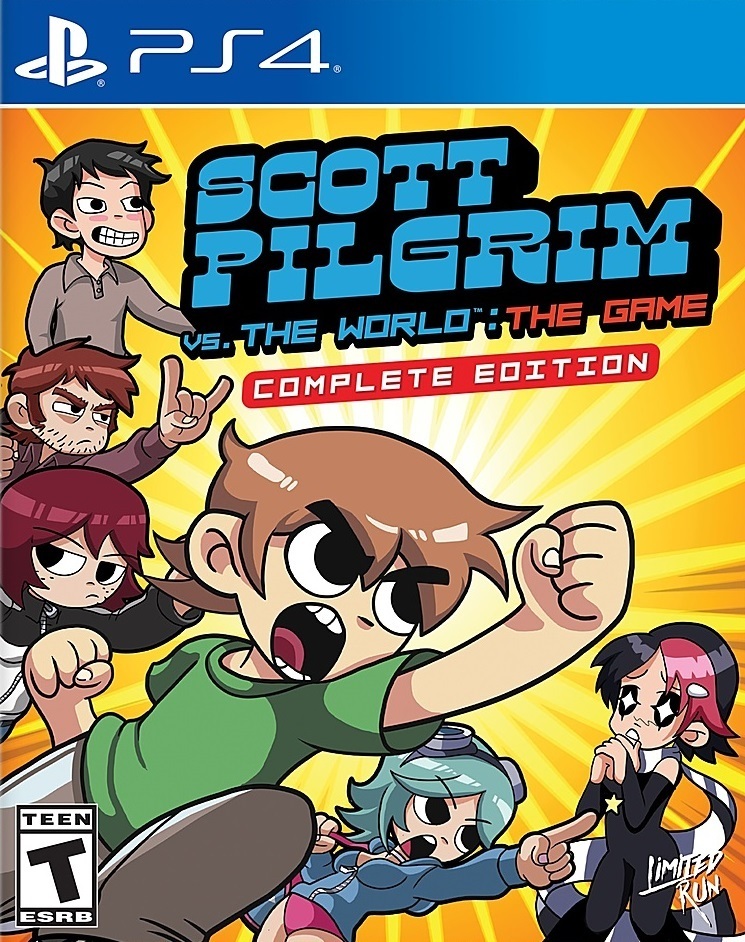 PS4
SCOTT
PILGRIM
VS. THE WORLD™: THE GAME
COMPLETE EDITION
TEEN
T
ESRB
LIMITED
RUN